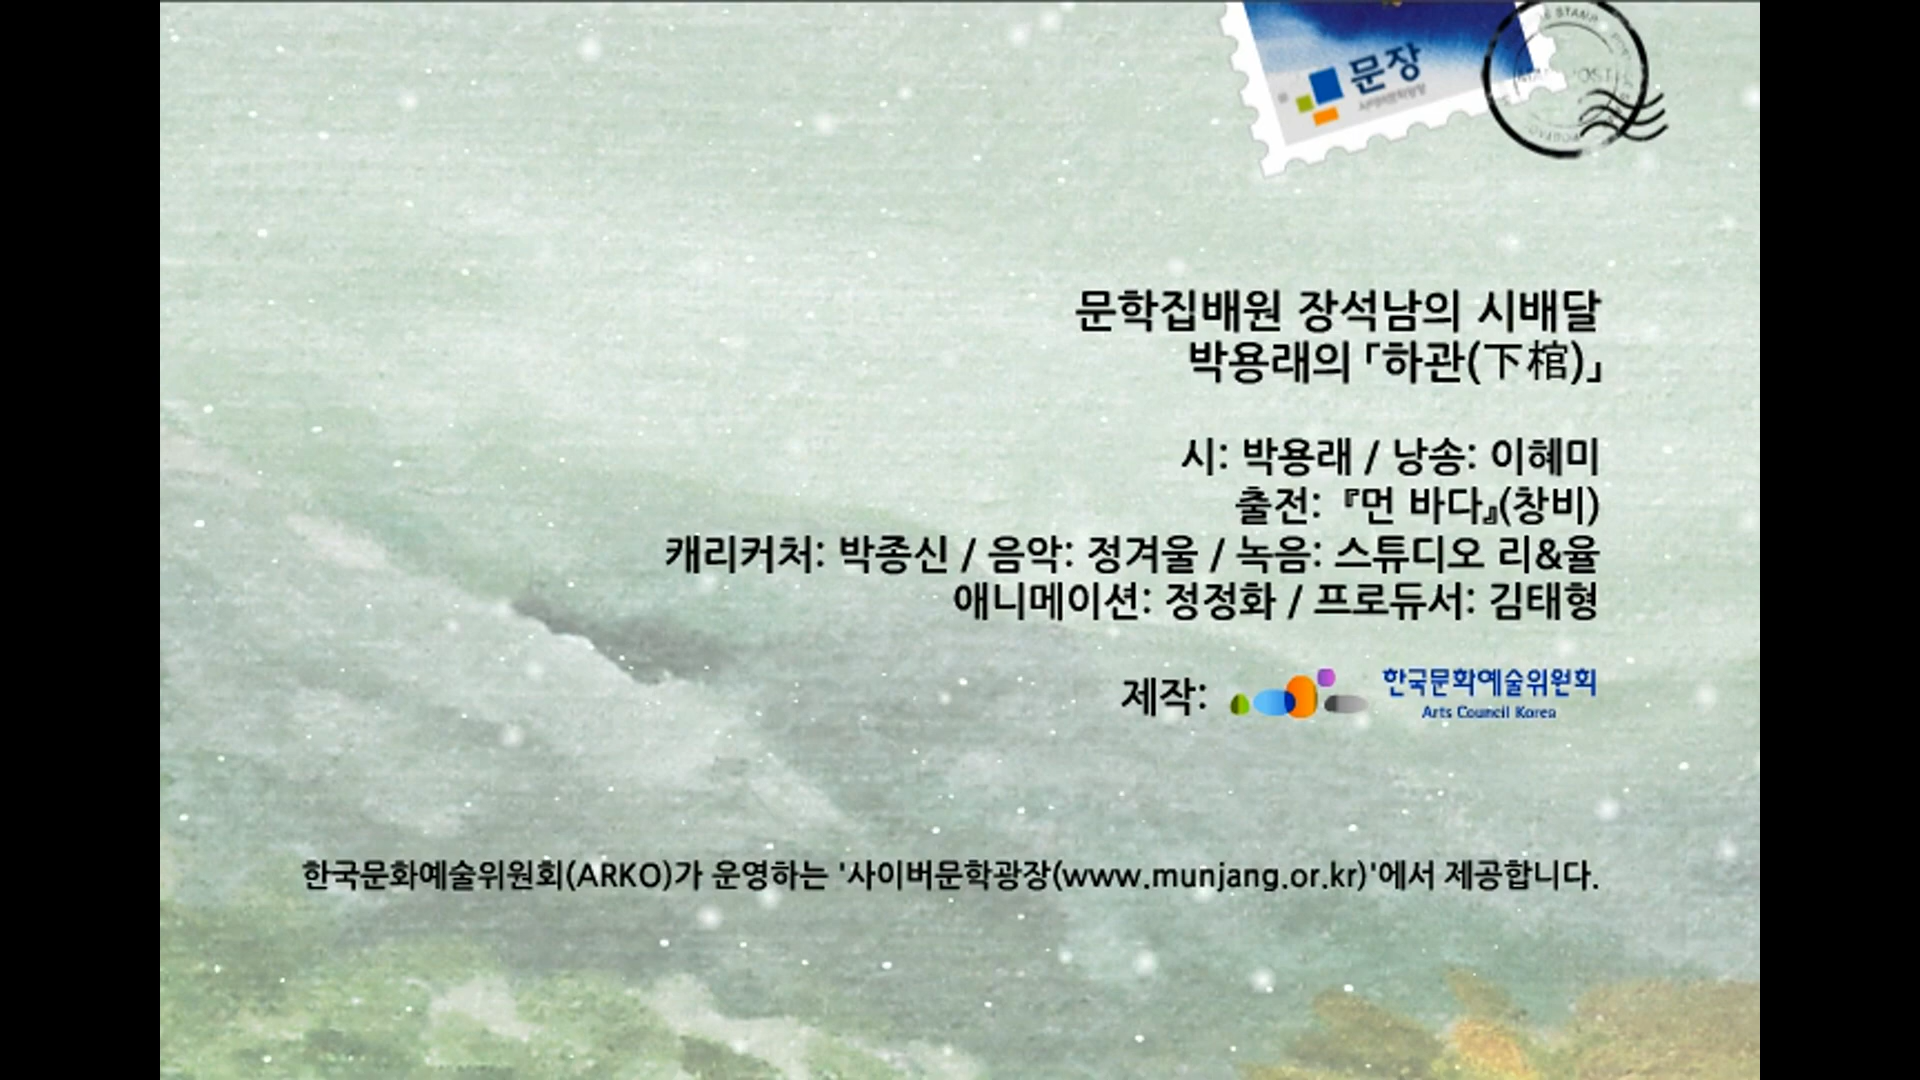 문장
문학집배원 장석남의 시배달
박용래의 「하관(下棺)」
시: 박용래 / 낭송: 이혜미
출전: 『먼 바다』(창비)
캐리커처: 박종신 / 음악: 정겨울 / 녹음: 스튜디오 리&율
애니메이션: 정정화 / 프로듀서: 김태형
제작: 한국문화예술위원회
Arts Council Korea
한국문화예술위원회(ARKO)가 운영하는 '사이버문학광장(www.munjang.or.kr)'에서 제공합니다.